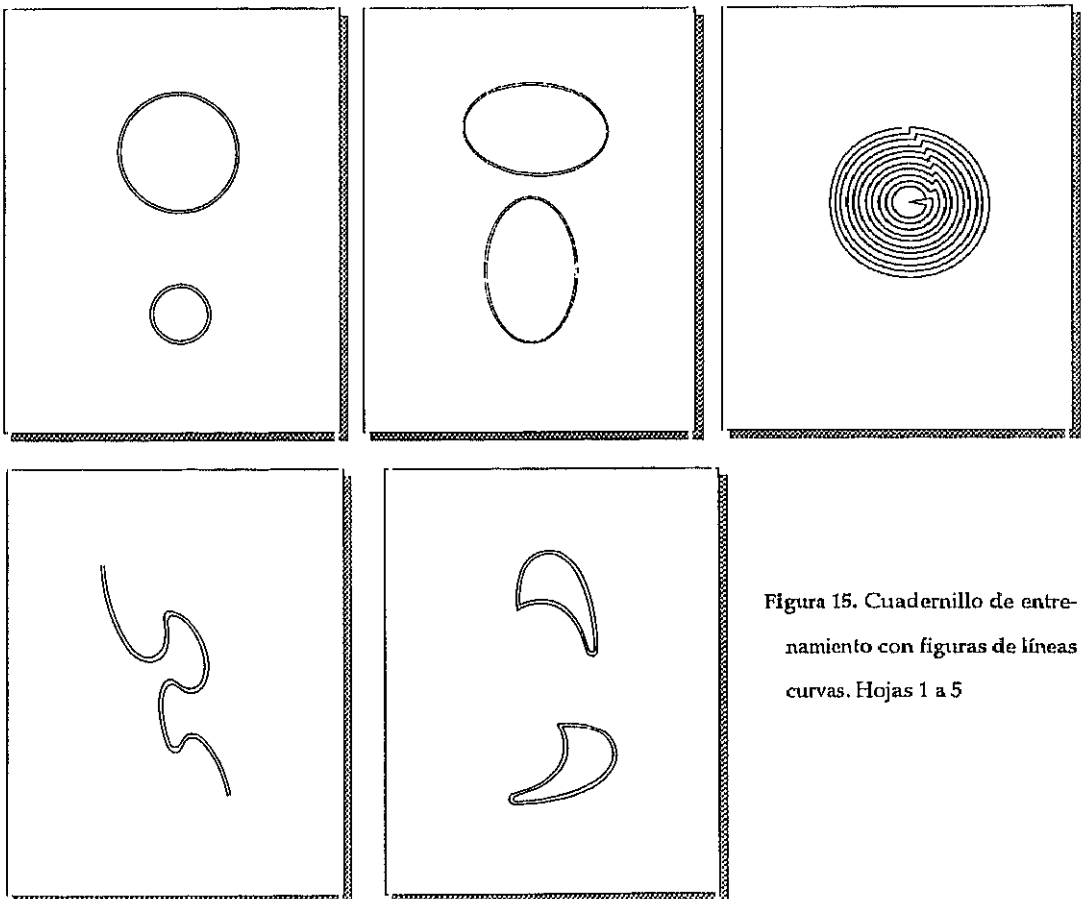 Figura 15. Cuadernillo de entre-
namiento con figuras de líneas
curvas. Hojas 1 a 5